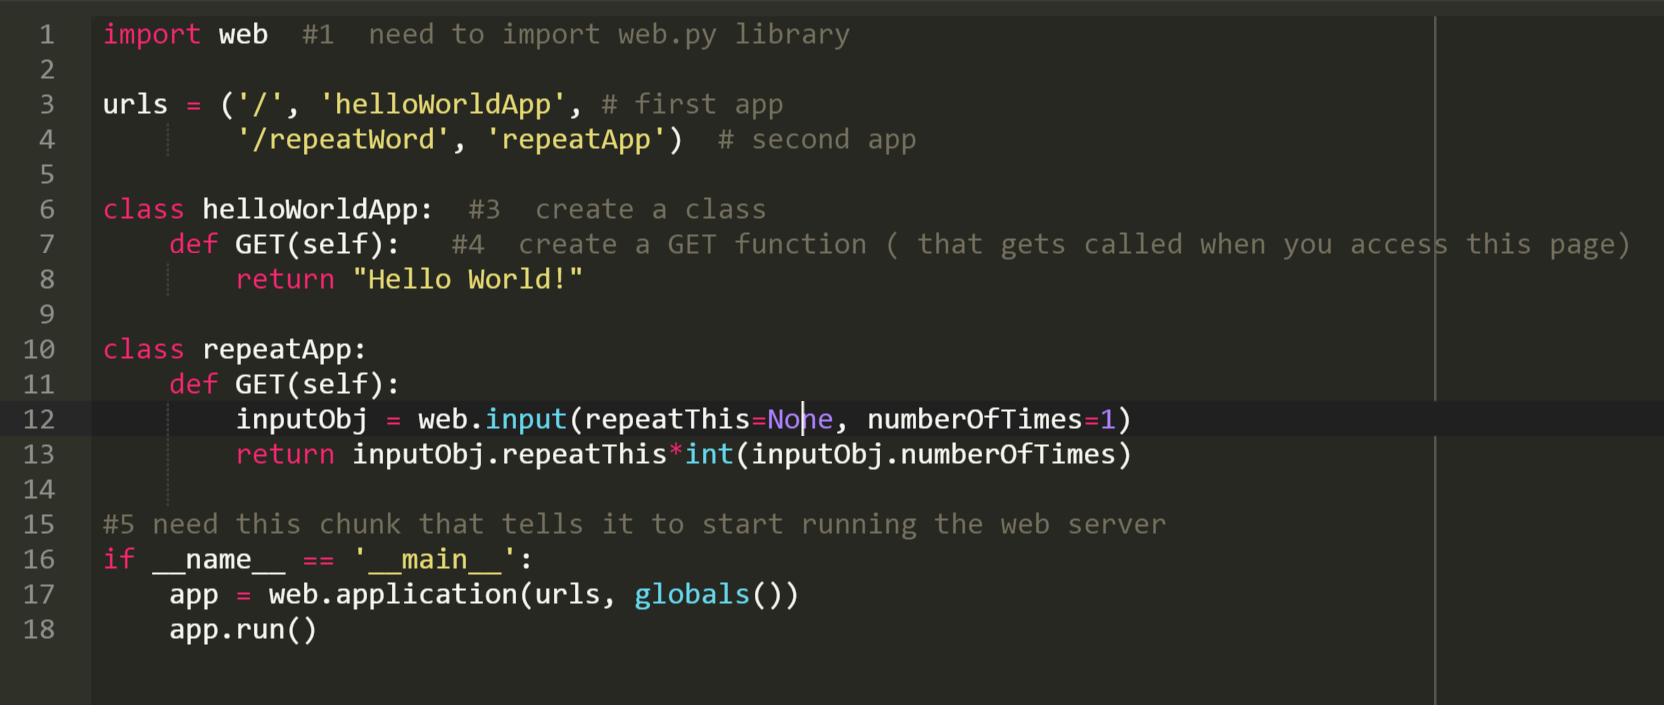 1 import web  #1  need to import web.py library
2
3 urls = ('/', 'helloWorldApp', # first app
4         '/repeatWord', 'repeatApp')  # second app
5
6 class helloWorldApp:  #3  create a class
7     def GET(self):   #4  create a GET function ( that gets called when you access this page)
8         return "Hello World!"
9
10 class repeatApp:
11     def GET(self):
12         inputObj = web.input(repeatThis=None, numberOfTimes=1)
13         return inputObj.repeatThis*int(inputObj.numberOfTimes)
14
15 #5 need this chunk that tells it to start running the web server
16 if __name__ == '__main__':
17     app = web.application(urls, globals())
18     app.run()